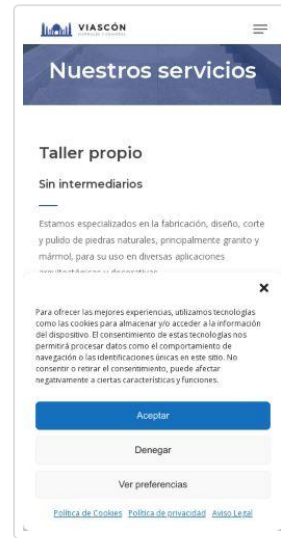 VIASCÓN
Nuestros servicios
Taller propio
Sin intermediarios
Estamos especializados en la fabricación, diseño, corte
y pulido de piedras naturales, principalmente granito y
mármol, para su uso en diversas aplicaciones
Para ofrecer las mejores experiencias, utilizamos tecnologías
como las cookies para almacenar y/o acceder a la información
del dispositivo. El consentimiento de estas tecnologías nos
permitirá procesar datos como el comportamiento de
navegación o las identificaciones únicas en este sitio. No
consentir o retirar el consentimiento, puede afectar
negativamente a ciertas características y funciones.
Aceptar
Denegar
Ver preferencias
Política de Cookies Política de privacidad Aviso Legal